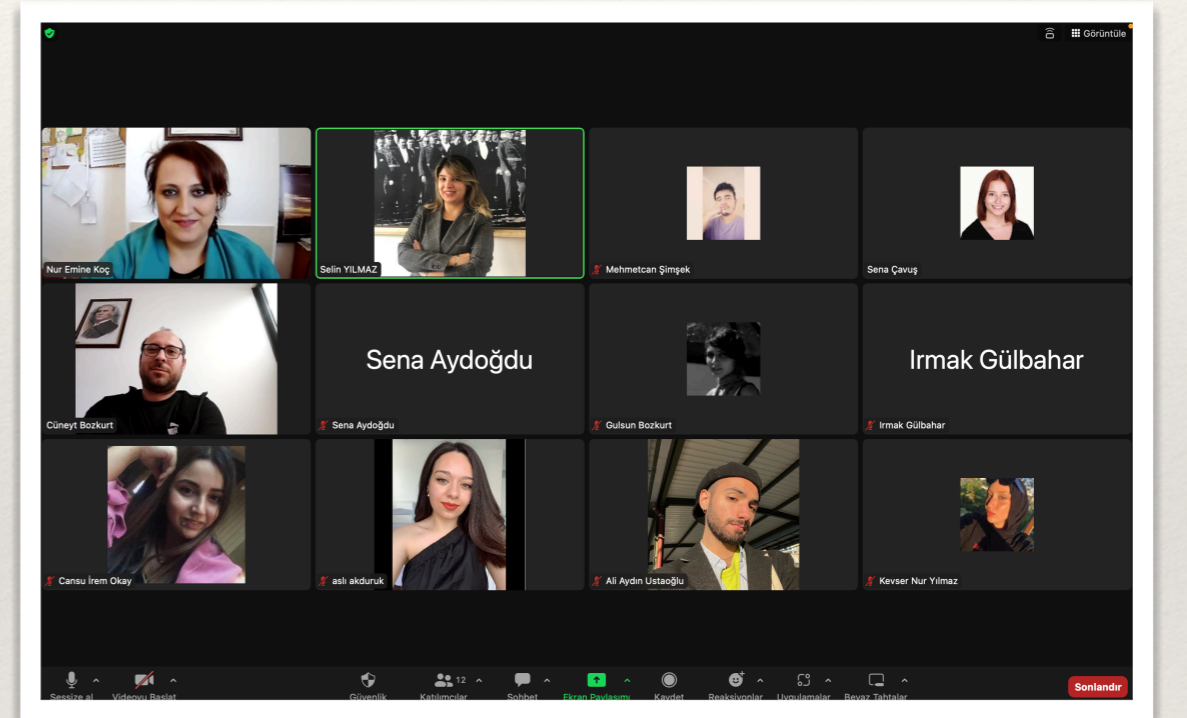 Görüntüle
Nur Emine Koç
Selin YILMAZ
Mehmetcan Şimşek
Sena Çavuş
Cüneyt Bozkurt
Sena Aydoğdu
Sena Aydoğdu
Gulsun Bozkurt
Irmak Gülbahar
Irmak Gülbahar
Cansu İrem Okay
aslı akduruk
Ali Aydın Ustaoğlu
Kevser Nur Yılmaz
12
Sessize al
Videoyu Başlat
Güvenlik
Katılımcılar
Sohbet
Ekran Paylaşımı
Kaydet
Reaksiyonlar
Uygulamalar
Beyaz Tahtalar
Sonlandır